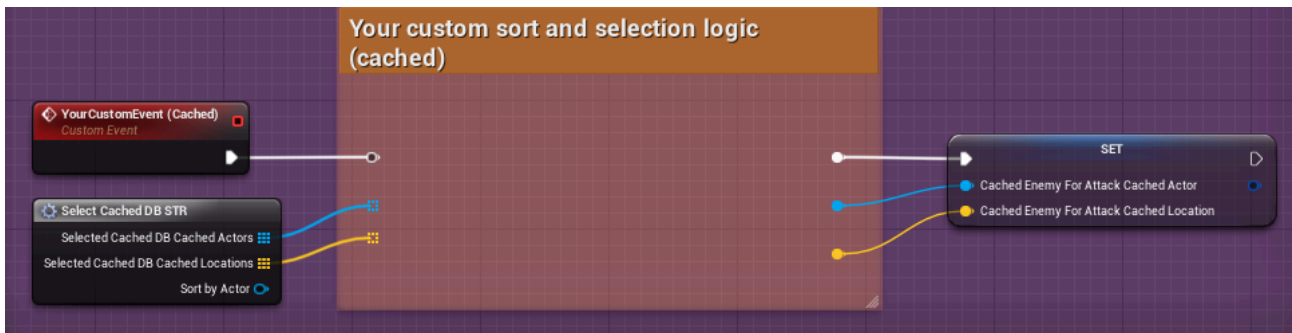 Your custom sort and selection logic
(cached)
YourCustomEvent (Cached)
Custom Event
SET
Cached Enemy For Attack Cached Actor
Cached Enemy For Attack Cached Location
Select Cached DB STR
Selected Cached DB Cached Actors
Selected Cached DB Cached Locations
Sort by Actor